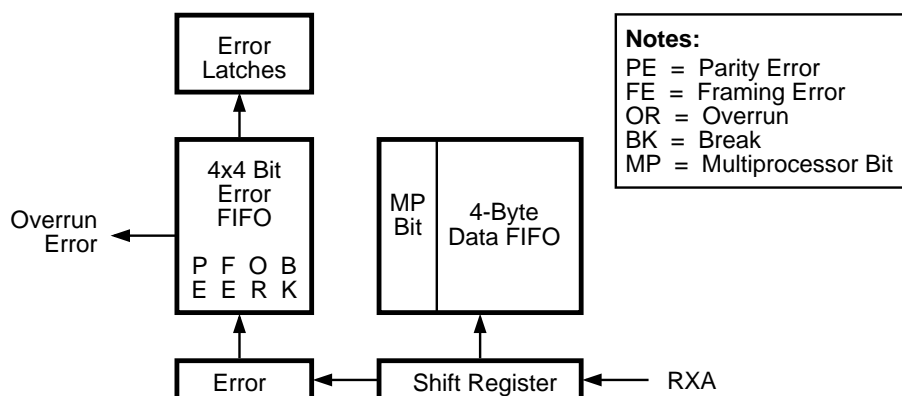 Error
Latches
Notes:
PE = Parity Error
FE = Framing Error
OR = Overrun
BK = Break
MP = Multiprocessor Bit
4x4 Bit
Error
FIFO
P F O B
E E R K
MP
Bit
4-Byte
Data FIFO
Overrun
Error
Error
Shift Register
RXA